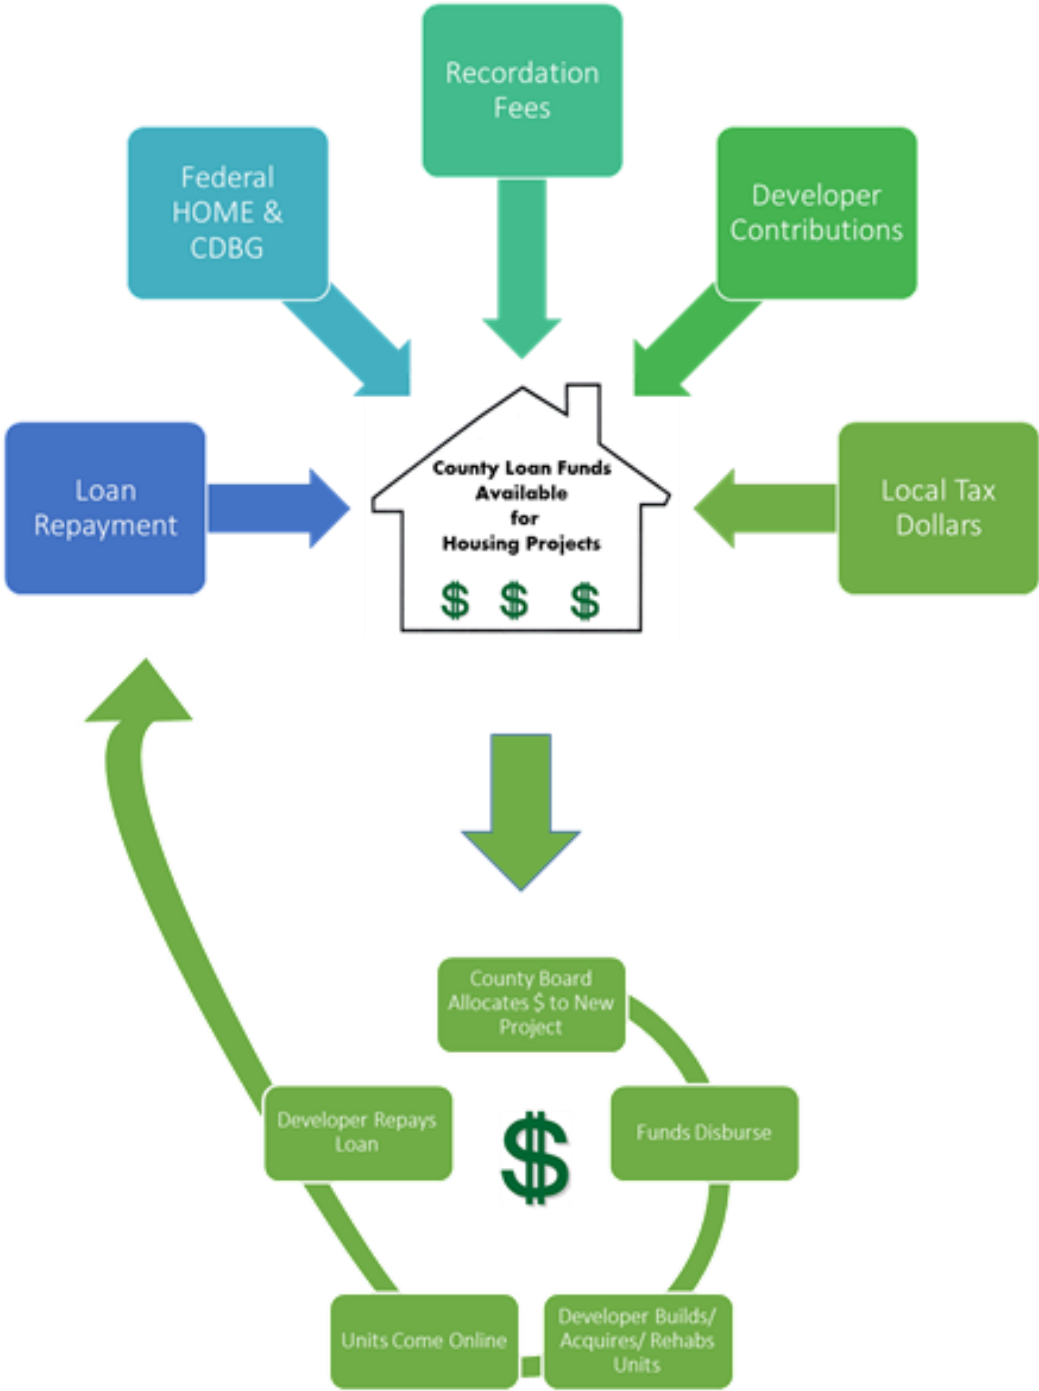 Recordation
Fees
Federal
HOME &
CDBG
Developer
Contributions
Loan
Repayment
County Loan Funds
Available
for
Housing Projects
$ $ $
Local Tax
Dollars
County Board
Allocates $ to New
Project
Developer Repays
Loan
$
Funds Disburse
Units Come Online
Developer Builds/
Acquires/ Rehabs
Units